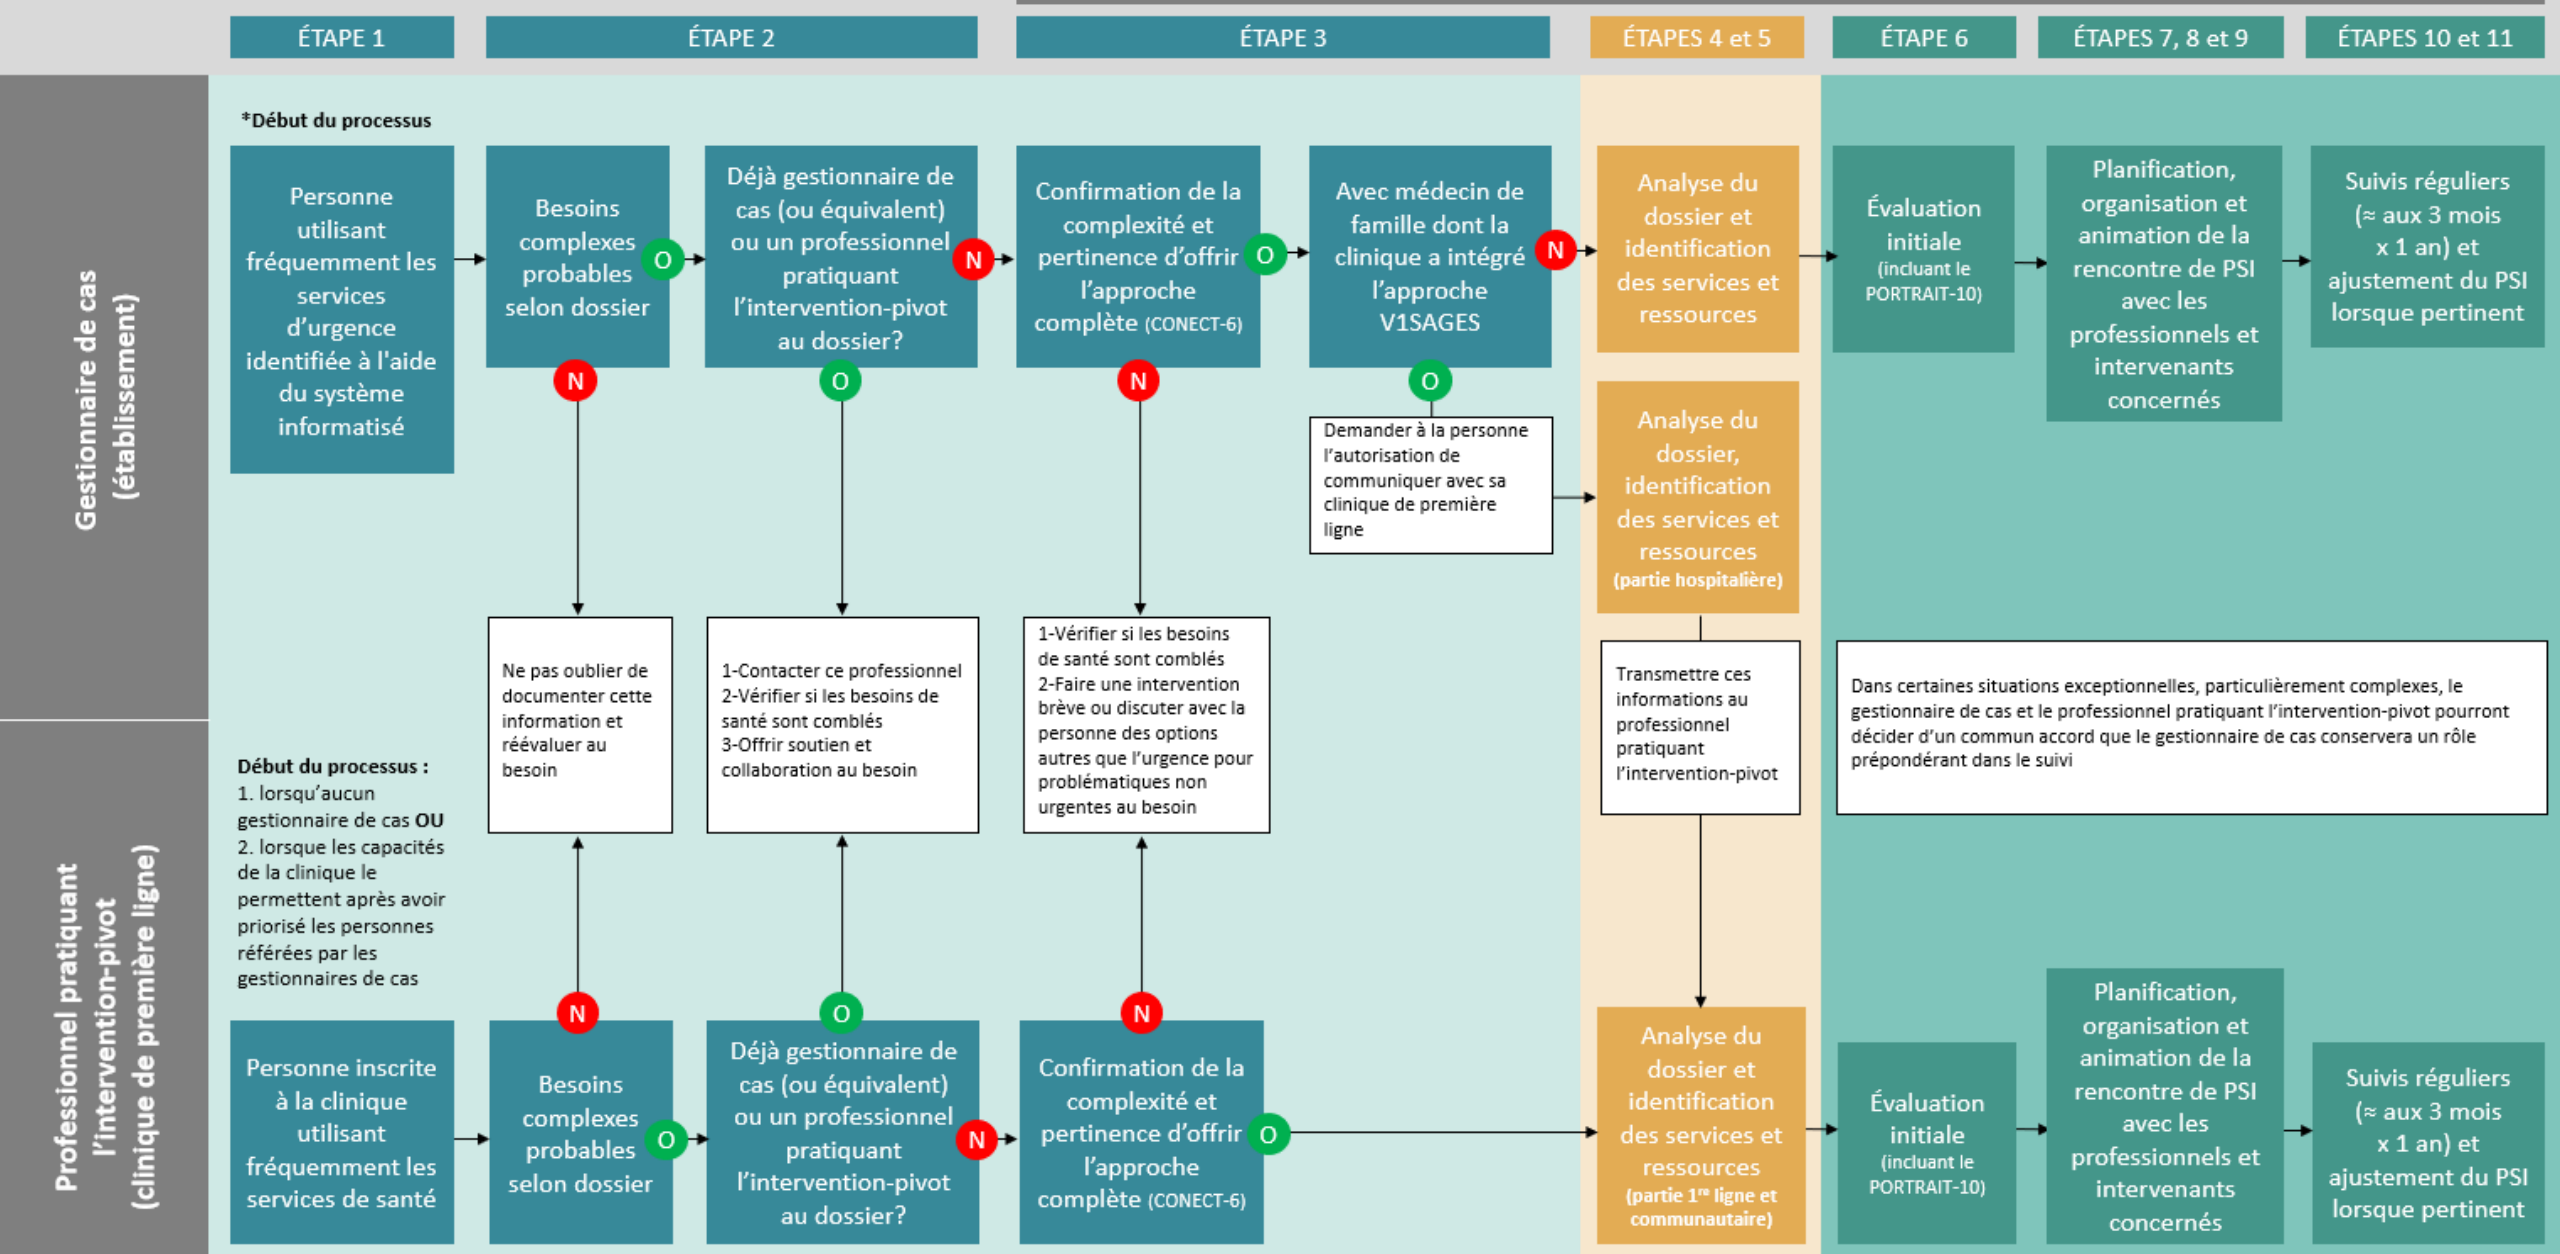 ÉTAPE 1
ÉTAPE 2
ÉTAPE 3
ÉTAPES 4 et 5
ÉTAPE 6
ÉTAPES 7, 8 et 9
ÉTAPES 10 et 11
Gestionnaire de cas
(établissement)
*Début du processus
Personne
utilisant
fréquemment les
services
d'urgence
identifiée à l'aide
du système
informatisé
Besoins
complexes
probables
selon dossier
O
N
Déjà gestionnaire de
cas (ou équivalent)
ou un professionnel
pratiquant
l'intervention-pivot
au dossier?
N
O
Confirmation de la
complexité et
pertinence d'offrir
l'approche
complète (CONECT-6)
O
N
Avec médecin de
famille dont la
clinique a intégré
l'approche
V1SAGES
N
O
Demander à la personne
l'autorisation de
communiquer avec sa
clinique de première
ligne
Analyse du
dossier et
identification
des services et
ressources
Analyse du
dossier,
identification
des services et
ressources
(partie hospitalière)
Évaluation
initiale
(incluant le
PORTRAIT-10)
Planification,
organisation et
animation de la
rencontre de PSI
avec les
professionnels et
intervenants
concernés
Suivis réguliers
(≈ aux 3 mois
x 1 an) et
ajustement du PSI
lorsque pertinent
Ne pas oublier de
documenter cette
information et
réévaluer au
besoin
1-Contacter ce professionnel
2-Vérifier si les besoins de
santé sont comblés
3-Offrir soutien et
collaboration au besoin
1-Vérifier si les besoins
de santé sont comblés
2-Faire une intervention
brève ou discuter avec la
personne des options
autres que l'urgence pour
problématiques non
urgentes au besoin
Transmettre ces
informations au
professionnel
pratiquant
l'intervention-pivot
Dans certaines situations exceptionnelles, particulièrement complexes, le
gestionnaire de cas et le professionnel pratiquant l'intervention-pivot pourront
décider d'un commun accord que le gestionnaire de cas conservera un rôle
prépondérant dans le suivi
Professionnel pratiquant
l'intervention-pivot
(clinique de première ligne)
Début du processus :
1. lorsqu'aucun
gestionnaire de cas OU
2. lorsque les capacités
de la clinique le
permettent après avoir
priorisé les personnes
référées par les
gestionnaires de cas
Personne inscrite
à la clinique
utilisant
fréquemment les
services de santé
N
Besoins
complexes
probables
selon dossier
O
O
Déjà gestionnaire de
cas (ou équivalent)
ou un professionnel
pratiquant
l'intervention-pivot
au dossier?
N
N
Confirmation de la
complexité et
pertinence d'offrir
l'approche
complète (CONECT-6)
O
Analyse du
dossier et
identification
des services et
ressources
(partie 1re ligne et
communautaire)
Évaluation
initiale
(incluant le
PORTRAIT-10)
Planification,
organisation et
animation de la
rencontre de PSI
avec les
professionnels et
intervenants
concernés
Suivis réguliers
(≈ aux 3 mois
x 1 an) et
ajustement du PSI
lorsque pertinent